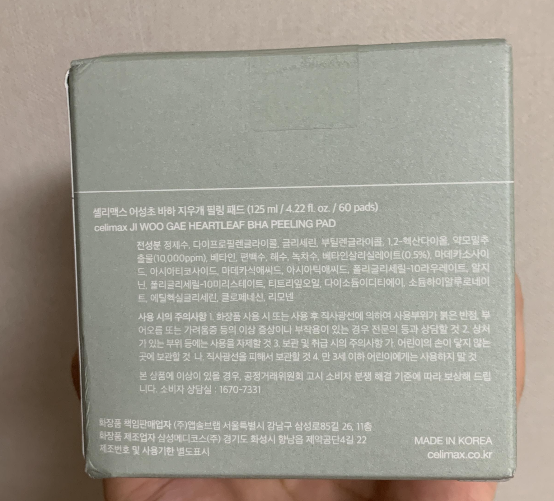 셀리맥스 어성초 바하 지우개 필링 패드 (125 ml / 4.22 fl. oz. / 60 pads)
celimax JI WOO GAE HEARTLEAF BHA PEELING PAD
전성분 정제수, 다이프로필렌글라이콜, 글리세린, 부틸렌글라이콜, 1,2-헥산다이올, 약모밀추
출물(10,000ppm), 베타인, 편백수, 해수, 녹차수, 베타인살리실레이트(0.5%), 마데카소사이
드, 아시아티코사이드, 마데카식애씨드, 아시아틱애씨드, 폴리글리세릴-10라우레이트, 알지
닌, 폴리글리세릴-10미리스테이트, 티트리잎오일, 다이소듐이디티에이, 소듐하이알루로네이
트, 에틸헥실글리세린, 클로페네신, 리모넨
사용 시의 주의사항 1. 화장품 사용 시 또는 사용 후 직사광선에 의하여 사용부위가 붉은 반점, 부
어오름 또는 가려움증 등의 이상 증상이나 부작용이 있는 경우 전문의 등과 상담할 것 2. 상처
가 있는 부위 등에는 사용을 자제할 것 3. 보관 및 취급 시의 주의사항 가. 어린이의 손이 닿지 않는
곳에 보관할 것. 나. 직사광선을 피해서 보관할 것 4. 만 3세 이하 어린이에게는 사용하지 말 것
본 상품에 이상이 있을 경우, 공정거래위원회 고시 소비자 분쟁 해결 기준에 따라 보상해 드립
니다. 소비자 상담실 : 1670-7331
화장품 책임판매업자 (주)앱솔브랩 서울특별시 강남구 삼성로85길 26, 11층
화장품 제조업자 삼성메디코스(주) 경기도 화성시 향남읍 제약공단4길 22
제조번호 및 사용기한 별도표시
MADE IN KOREA
celimax.co.kr